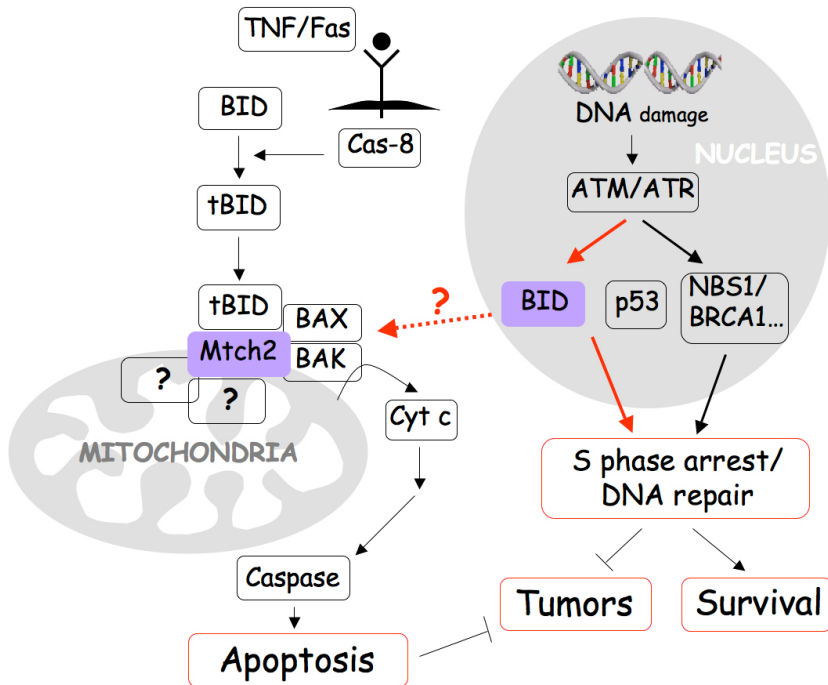 TNF/Fas
BID
Cas-8
tBID
tBID
BAX
Mtch2
BAK
?
?
MITOCHONDRIA
Cyt c
Caspase
Apoptosis
DNA damage
NUCLEUS
ATM/ATR
?
BID
p53
NBS1/
BRCA1...
S phase arrest/
DNA repair
Tumors
Survival